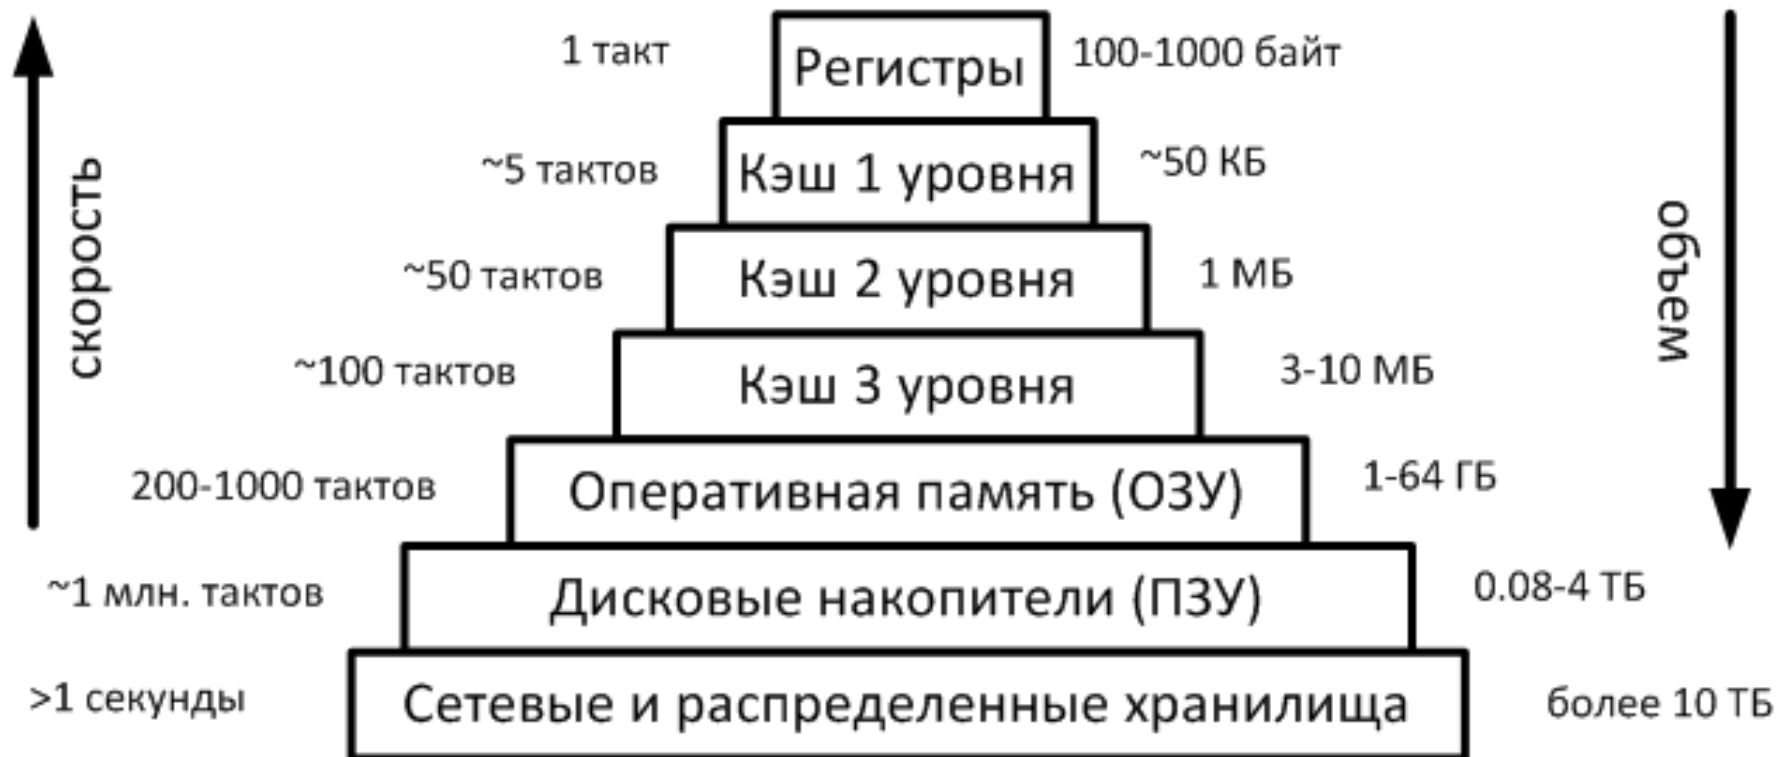 1 такт Регистры 100-1000 байт
~5 тактов Кэш 1 уровня ~50 КБ
~50 тактов Кэш 2 уровня 1 МБ
~100 тактов Кэш 3 уровня 3-10 МБ
200-1000 тактов Оперативная память (ОЗУ) 1-64 ГБ
~1 млн. тактов Дисковые накопители (ПЗУ) 0.08-4 ТБ
>1 секунды Сетевые и распределенные хранилища более 10 ТБ
скорость
объем